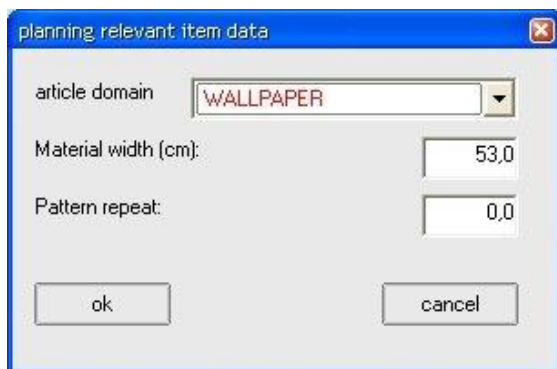 planning relevant item data
article domain WALLPAPER
Material width (cm): 53,0
Pattern repeat: 0,0
ok cancel